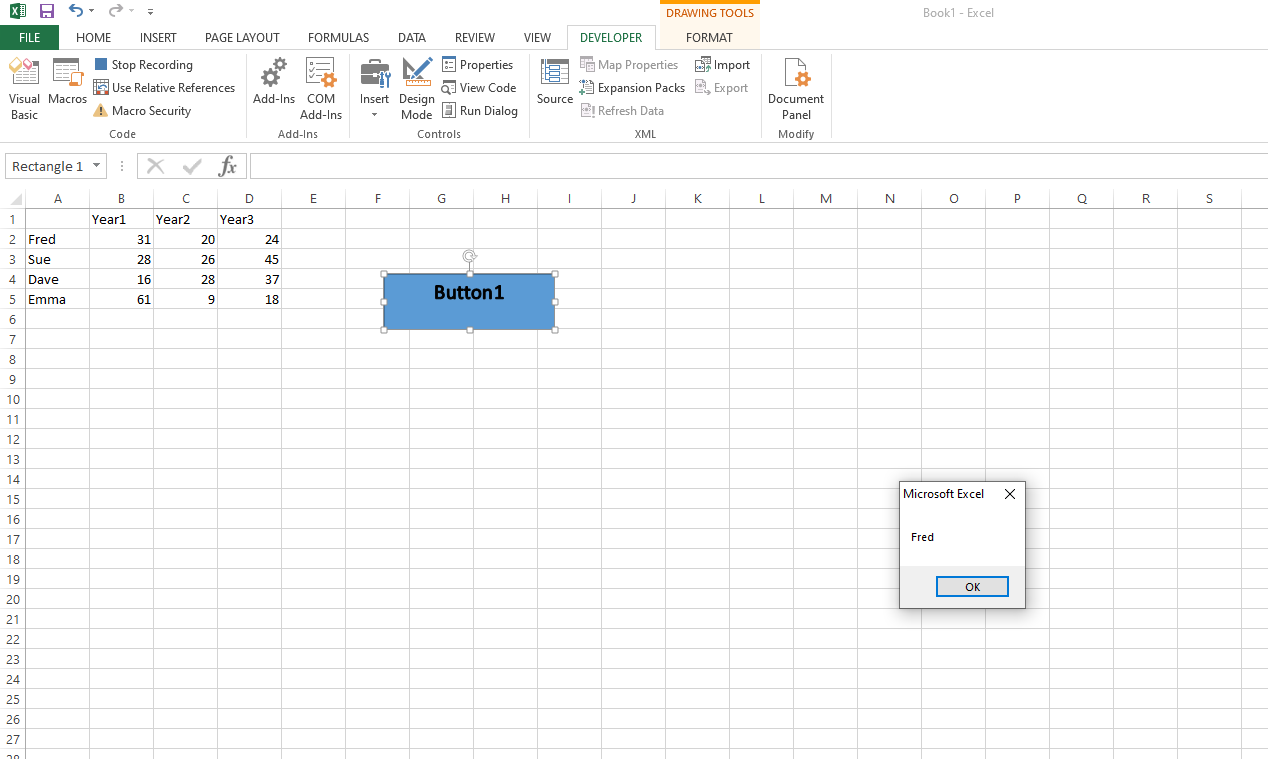 DRAWING TOOLS
Book1 - Excel
FILE HOME INSERT PAGE LAYOUT FORMULAS DATA REVIEW VIEW DEVELOPER FORMAT
Visual Basic
Macros
Stop Recording
Use Relative References
Macro Security
Code
Add-Ins
COM Add-Ins
Add-Ins
Insert
Design Mode
Properties
View Code
Run Dialog
Controls
Source
Map Properties
Expansion Packs
Refresh Data
Import
Export
XML
Document Panel
Modify
Rectangle 1
fx
A B C D E F G H I J K L M N O P Q R S
1 Year1 Year2 Year3
2 Fred 31 20 24
3 Sue 28 26 45
4 Dave 16 28 37
5 Emma 61 9 18
Button1
6
7
8
9
10
11
12
13
14
15
16
17
18
19
20
21
22
23
24
25
26
27
28
Microsoft Excel
Fred
OK